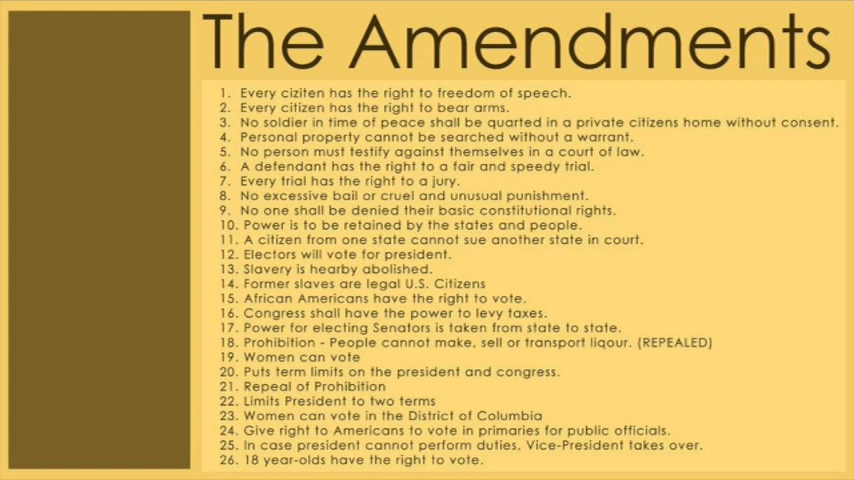 The Amendments
1. Every ciziten has the right to freedom of speech.
2. Every citizen has the right to bear arms.
3. No soldier in time of peace shall be quarted in a private citizens home without consent.
4. Personal property cannot be searched without a warrant.
5. No person must testify against themselves in a court of law.
6. A defendant has the right to a fair and speedy trial.
7. Every trial has the right to a jury.
8. No excessive bail or cruel and unusual punishment.
9. No one shall be denied their basic constitutional rights.
10. Power is to be retained by the states and people.
11. A citizen from one state cannot sue another state in court.
12. Electors will vote for president.
13. Slavery is hearby abolished.
14. Former slaves are legal U.S. Citizens
15. African Americans have the right to vote.
16. Congress shall have the power to levy taxes.
17. Power for electing Senators is taken from state to state.
18. Prohibition - People cannot make, sell or transport liqour. (REPEALED)
19. Women can vote
20. Puts term limits on the president and congress.
21. Repeal of Prohibition
22. Limits President to two terms
23. Women can vote in the District of Columbia
24. Give right to Americans to vote in primaries for public officials.
25. In case president cannot perform duties, Vice-President takes over.
26. 18 year-olds have the right to vote.